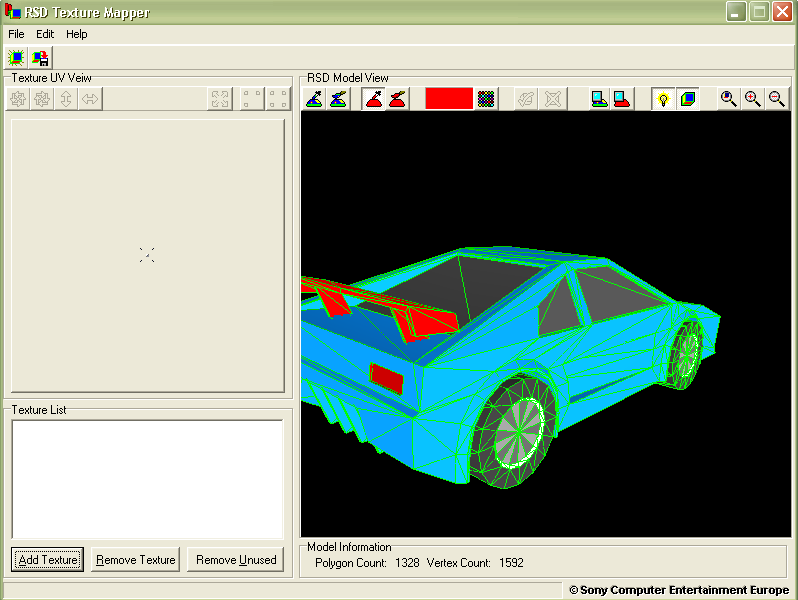 RSD Texture Mapper
File Edit Help
Texture UV Veiw
RSD Model View
Texture List
Add Texture
Remove Texture
Remove Unused
Model Information
Polygon Count: 1328 Vertex Count: 1592
© Sony Computer Entertainment Europe